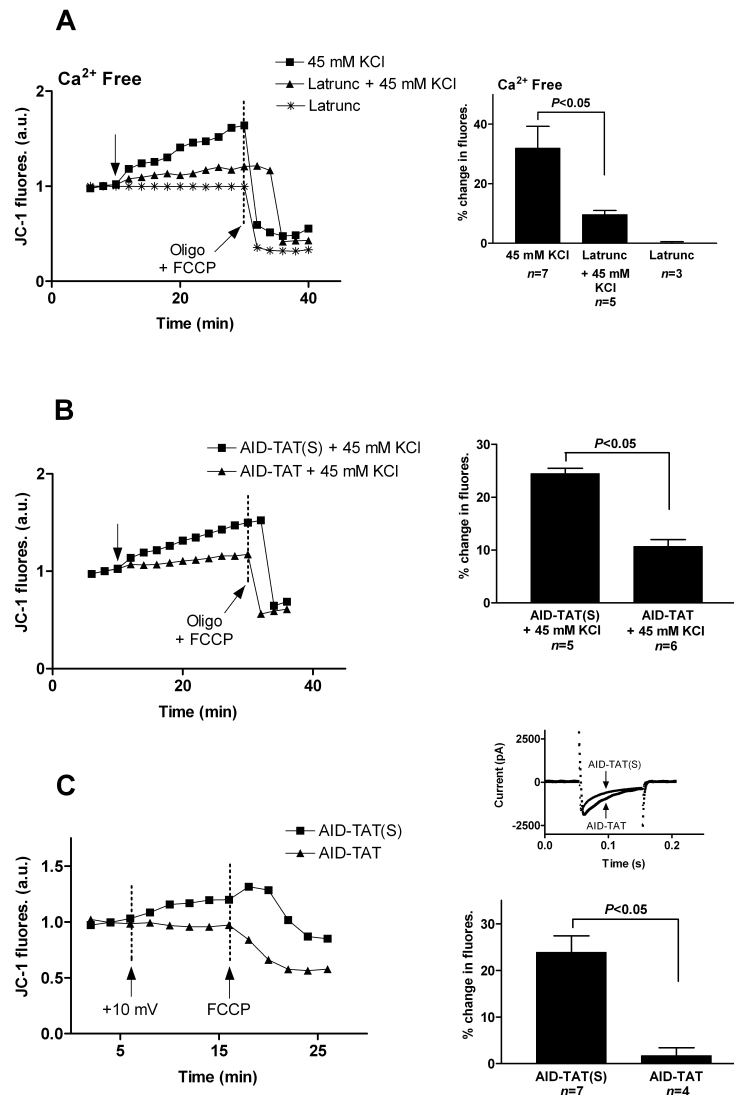 A
Ca2+ Free
45 mM KCl
Latrunc + 45 mM KCl
Latrunc
JC-1 fluores. (a.u.)
2
1
0
0
20
40
Oligo
+ FCCP
Time (min)
Ca2+ Free
P<0.05
% change in fluores.
40
20
0
45 mM KCl
n=7
Latrunc
+ 45 mM
KCl
n=5
Latrunc
n=3
B
AID-TAT(S) + 45 mM KCl
AID-TAT + 45 mM KCl
JC-1 fluores. (a.u.)
2
1
0
0
20
40
Oligo
+ FCCP
Time (min)
P<0.05
% change in fluores.
30
20
10
0
AID-TAT(S)
+ 45 mM KCl
n=5
AID-TAT
+ 45 mM KCl
n=6
C
AID-TAT(S)
AID-TAT
JC-1 fluores. (a.u.)
1.5
1.0
0.5
0.0
+10 mV
FCCP
5
15
25
Time (min)
Current (pA)
2500
0
-2500
AID-TAT(S)
AID-TAT
0.0
0.1
0.2
Time (s)
P<0.05
% change in fluores.
30
20
10
0
AID-TAT(S)
n=7
AID-TAT
n=4